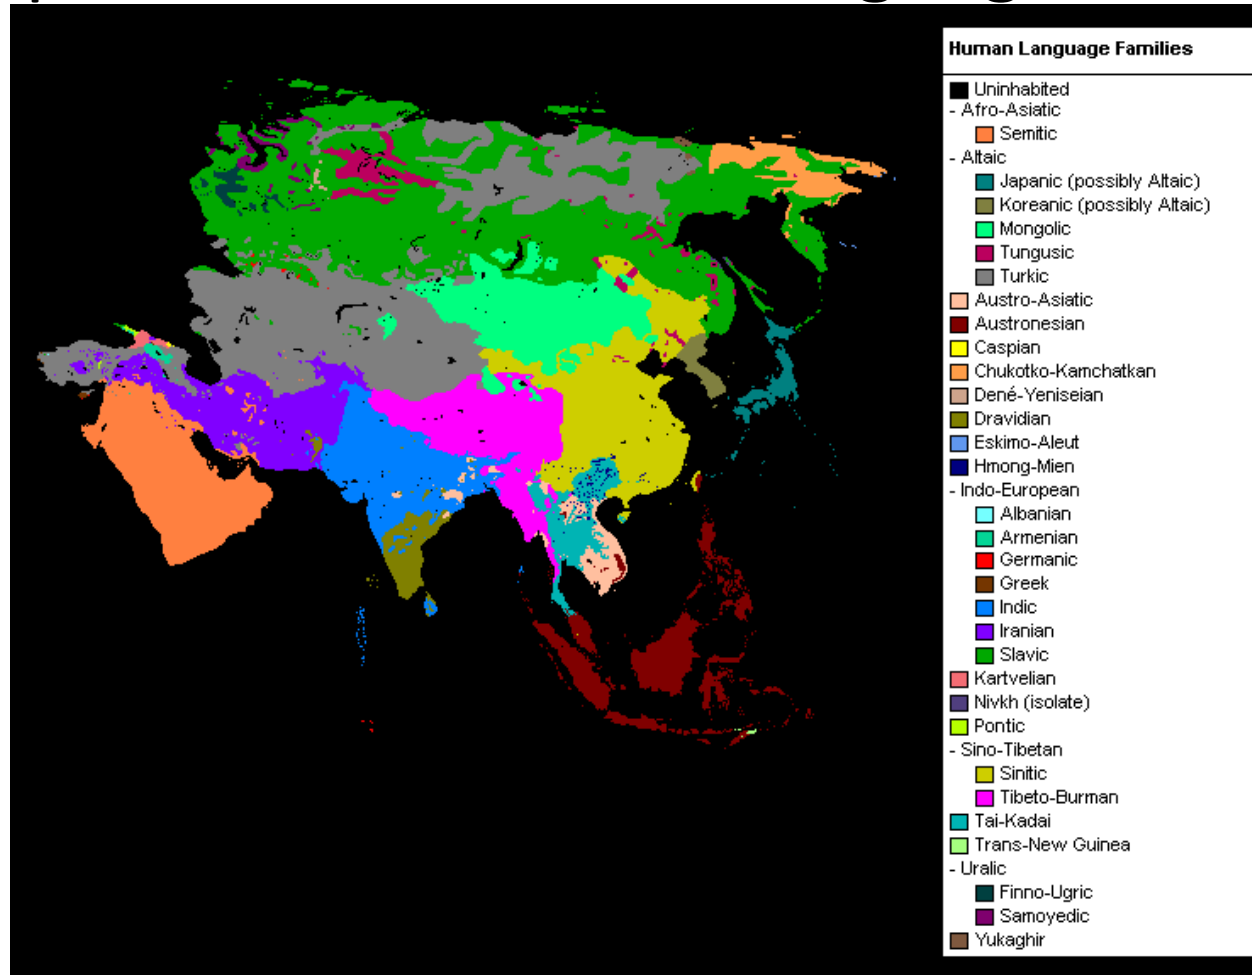 Human Language Families
Uninhabited
- Afro-Asiatic
Semitic
- Altaic
Japanic (possibly Altaic)
Koreanic (possibly Altaic)
Mongolic
Tungusic
Turkic
Austro-Asiatic
Austronesian
Caspian
Chukotko-Kamchatkan
Dené-Yeniseian
Dravidian
Eskimo-Aleut
Hmong-Mien
- Indo-European
Albanian
Armenian
Germanic
Greek
Indic
Iranian
Slavic
Kartvelian
Nivkh (isolate)
Pontic
- Sino-Tibetan
Sinitic
Tibeto-Burman
Tai-Kadai
Trans-New Guinea
- Uralic
Finno-Ugric
Samoyedic
Yukaghir